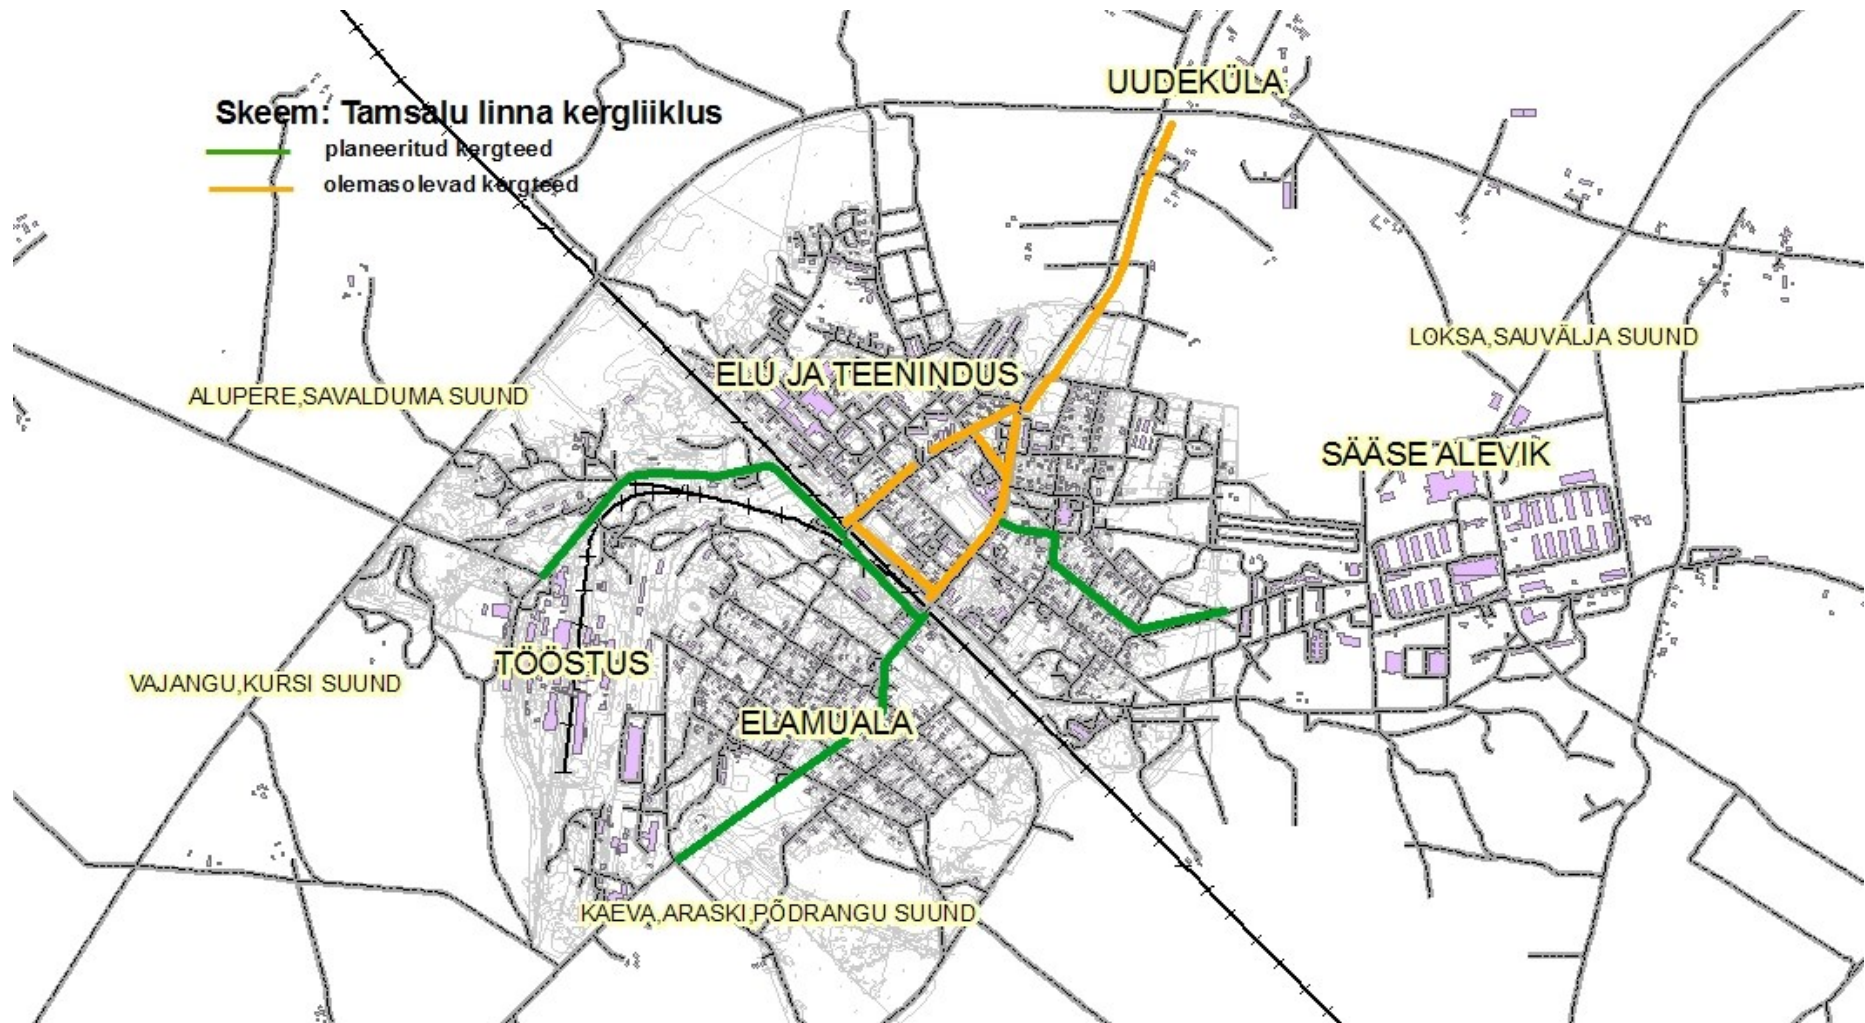 UUDEKÜLA
Skeem: Tamsalu linna kergliiklus
planeeritud kergteed
olemasolevad kergteed
LOKSA,SAUVÄLJA SUUND
ELU JA TEENINDUS
ALUPERE,SAVALDUMA SUUND
SÄÄSE ALEVIK
TÖÖSTUS
VAJANGU,KURSI SUUND
ELAMUALA
KAEVA,ARASKI,PÕDRANGU SUUND